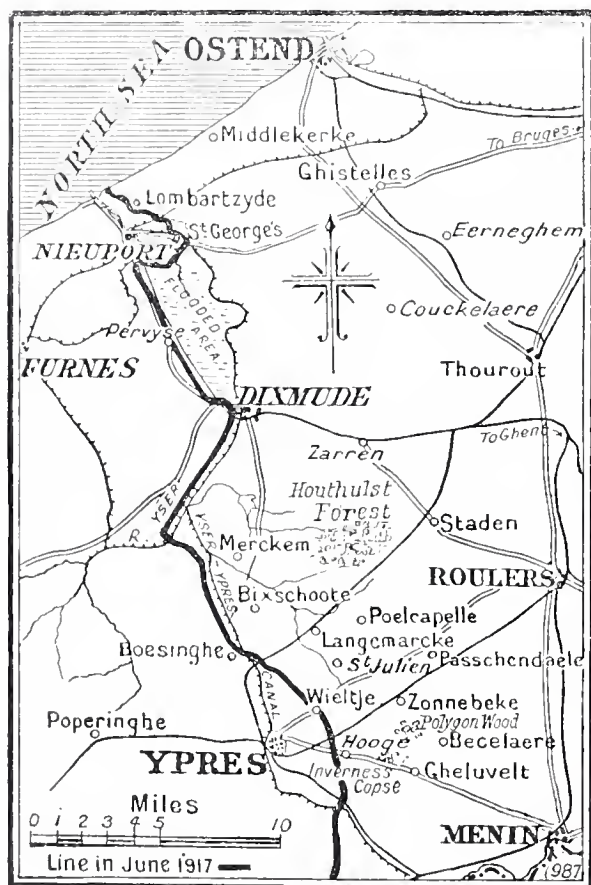 OSTEND
NORTH SEA
Middlekerke
To Bruges
Ghistelles
Lombartzyde
St George's
Eerneghem
NIEUPORT
FLOODED
AREA
Couckelaere
Pervyse
FURNES
Thourout
DIXMUDE
To Ghent
Zarren
Houthulst
Forest
YSER
R.
Staden
YSER-YPRES
Merckem
ROULERS
Bixschoote
Poelcapelle
Langemarcke
Boesinghe
St Julien
Passchendaele
CANAL
Wieltje
Zonnebeke
Poperinghe
Polygon Wood
Hooge
Becelaere
YPRES
Inverness
Copse
Gheluvelt
Miles
0 1 2 3 4 5 10
MENIN
Line in June 1917
(987)